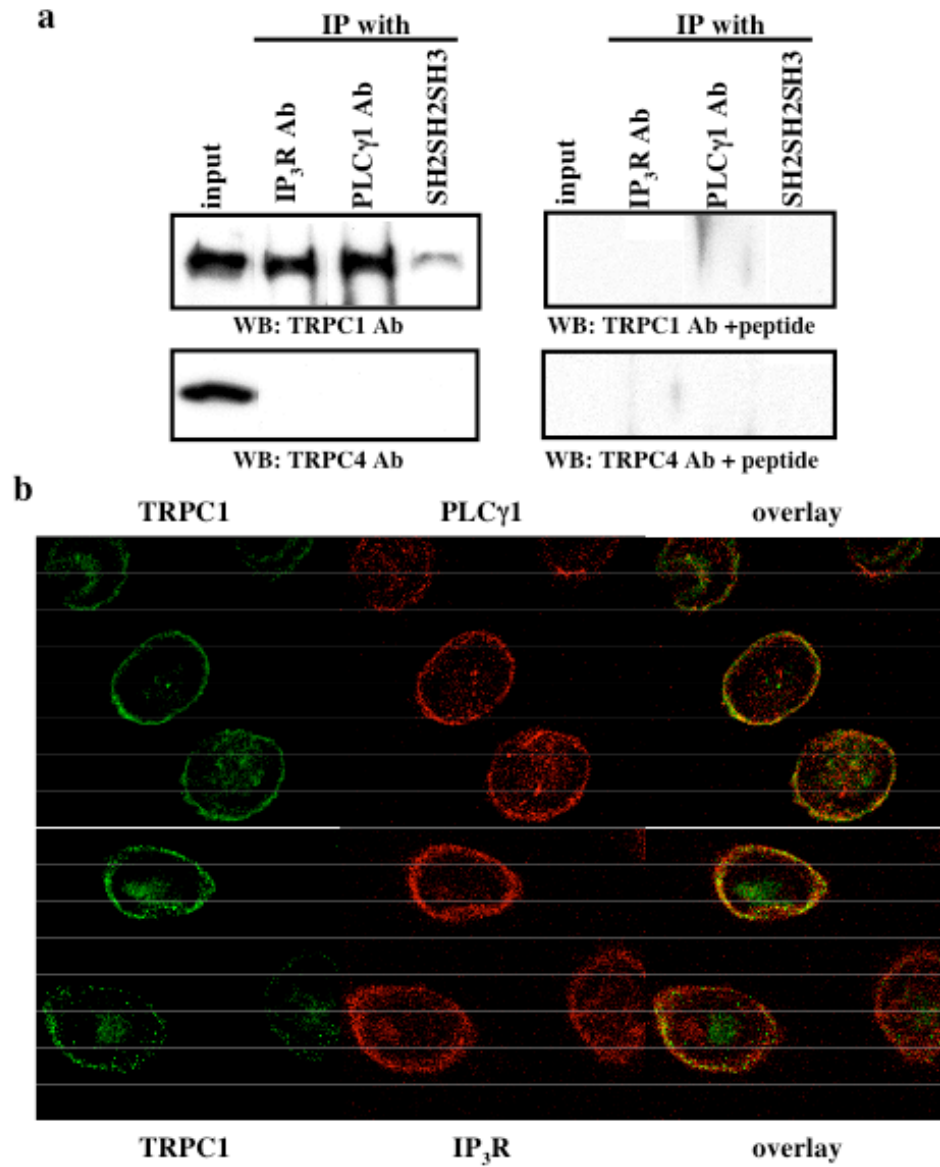 a
IP with
input
IP3R Ab
PLCγ1 Ab
SH2SH2SH3
WB: TRPC1 Ab
WB: TRPC4 Ab
IP with
input
IP3R Ab
PLCγ1 Ab
SH2SH2SH3
WB: TRPC1 Ab +peptide
WB: TRPC4 Ab + peptide
b
TRPC1 PLCγ1 overlay
TRPC1 IP3R overlay